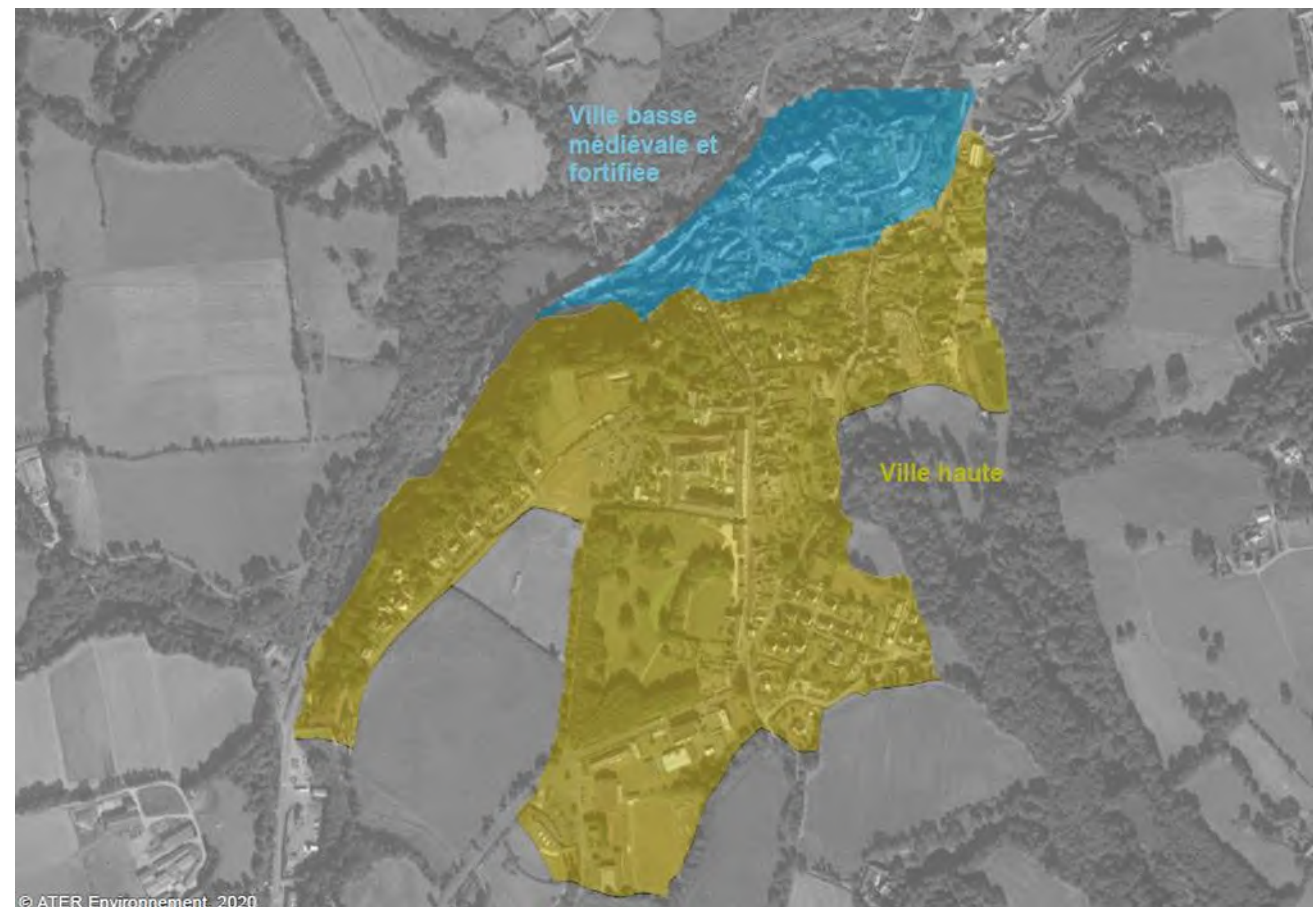 Ville basse
médiévale et
fortifiée
Ville haute
© ATER Environnement, 2020